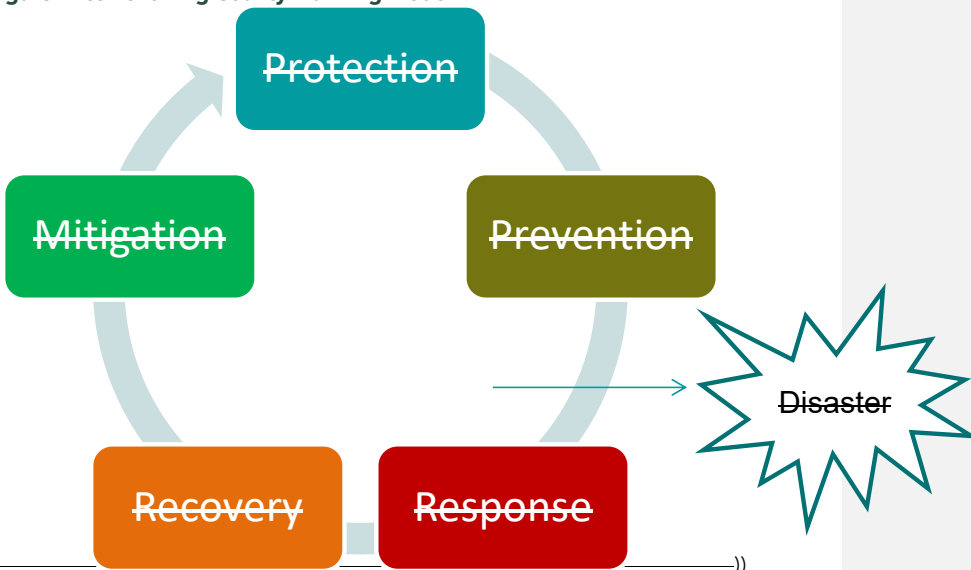 Protection
Mitigation
Prevention
Disaster
Recovery
Response
))